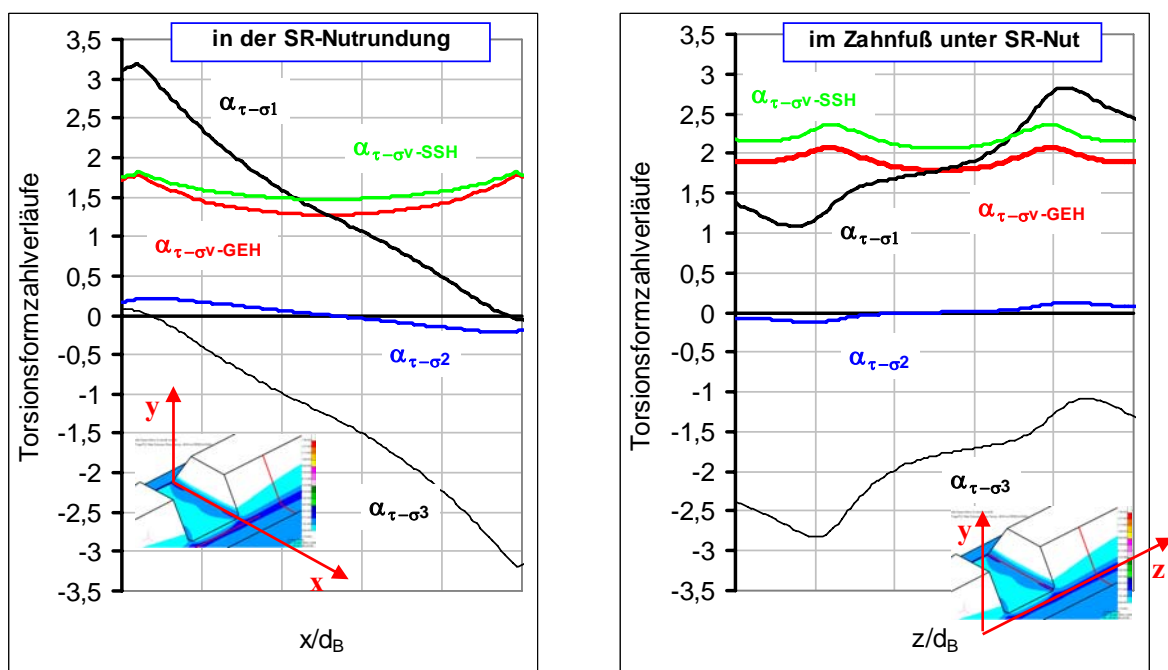 in der SR-Nutrundung
Torsionsformzahlverläufe
3,5
3
2,5
2
1,5
1
0,5
0
-0,5
-1
-1,5
-2
-2,5
-3
-3,5
ατ−σ1
ατ−σv-SSH
ατ−σv-GEH
ατ−σ2
ατ−σ3
y
x
x/dB
im Zahnfuß unter SR-Nut
Torsionsformzahlverläufe
3,5
3
2,5
2
1,5
1
0,5
0
-0,5
-1
-1,5
-2
-2,5
-3
-3,5
ατ−σv-SSH
ατ−σv-GEH
ατ−σ1
ατ−σ2
ατ−σ3
y
z
z/dB